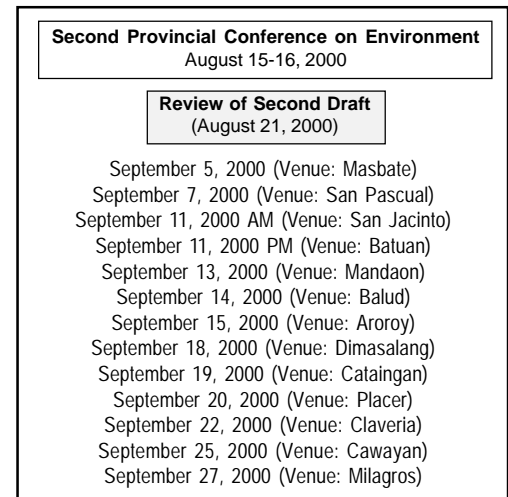 Second Provincial Conference on Environment
August 15-16, 2000
Review of Second Draft
(August 21, 2000)
September 5, 2000 (Venue: Masbate)
September 7, 2000 (Venue: San Pascual)
September 11, 2000 AM (Venue: San Jacinto)
September 11, 2000 PM (Venue: Batuan)
September 13, 2000 (Venue: Mandaon)
September 14, 2000 (Venue: Balud)
September 15, 2000 (Venue: Aroroy)
September 18, 2000 (Venue: Dimasalang)
September 19, 2000 (Venue: Cataingan)
September 20, 2000 (Venue: Placer)
September 22, 2000 (Venue: Claveria)
September 25, 2000 (Venue: Cawayan)
September 27, 2000 (Venue: Milagros)